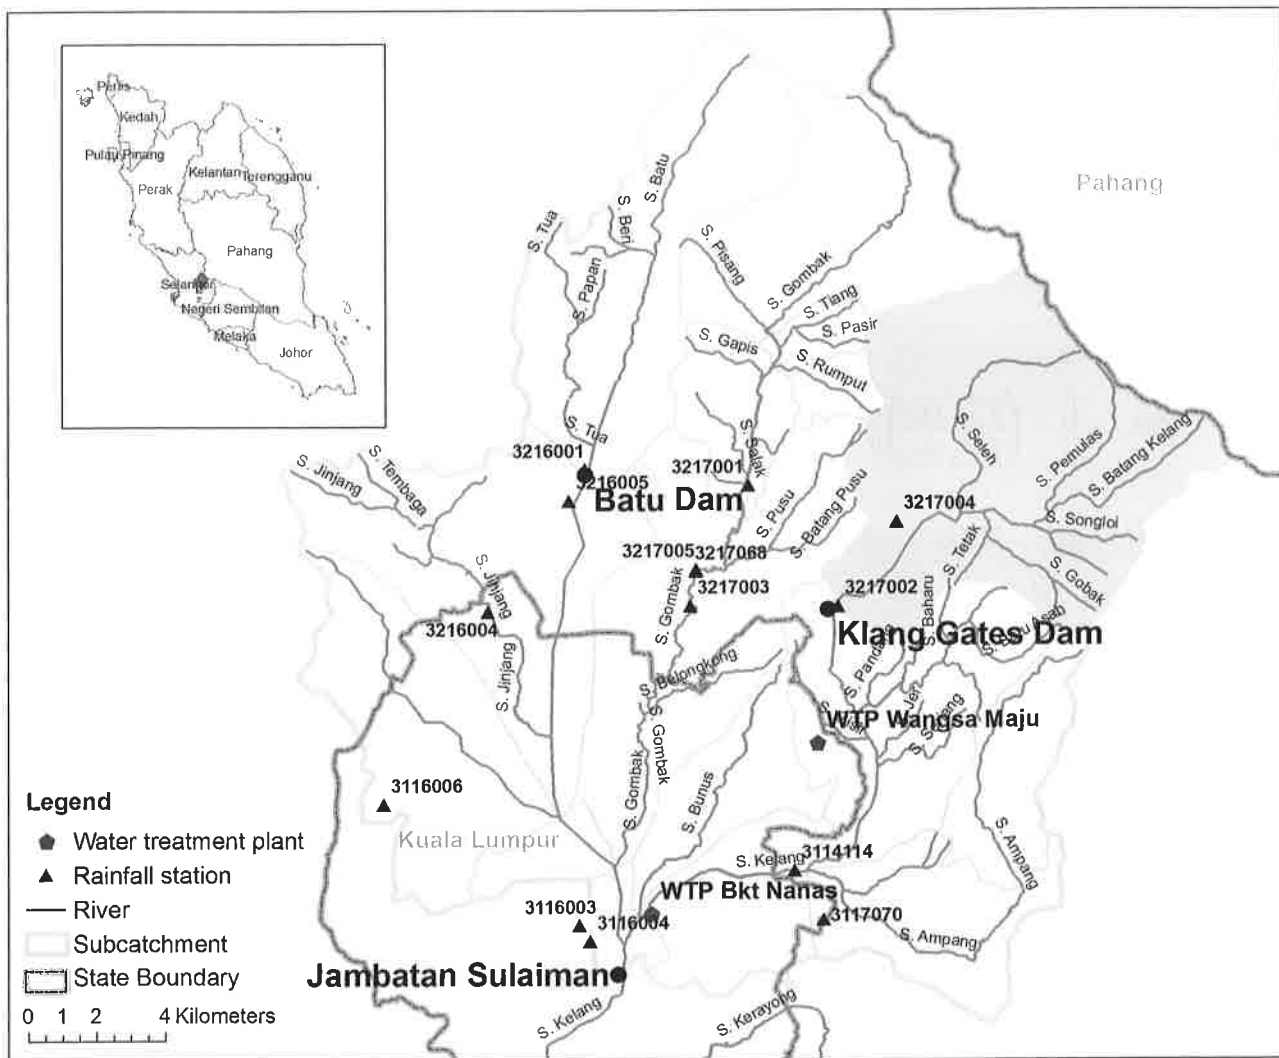 Perlis
Kedah
Pulau Pinang
Perak
Kelantan
Terengganu
Pahang
Selangor
Negeri Sembilan
Melaka
Johor
Pahang
S. Batu
S. Beri
S. Tua
S. Papan
S. Pisang
S. Gombak
S. Tiang
S. Pasir
S. Gapis
S. Rumput
S. Tua
S. Salak
S. Seleh
S. Pemulas
S. Batang Kelang
S. Tembaga
S. Jinjang
3216001
3216005
Batu Dam
3217001
S. Pusu
S. Batang Pusu
3217004
S. Songloi
S. Tetak
S. Gobak
3217005
3217068
3217003
S. Gombak
3217002
Klang Gates Dam
S. Baharu
S. Jinjang
3216004
S. Jinjang
S. Belongkong
S. Gombak
S. Gombak
S. Bunus
WTP Wangsa Maju
3116006
Kuala Lumpur
S. Kelang
3114114
S. Ampang
WTP Bkt Nanas
3116003
3116004
3117070
S. Ampang
Jambatan Sulaiman
S. Kelang
S. Kerayong
Legend
Water treatment plant
Rainfall station
River
Subcatchment
State Boundary
0 1 2 4 Kilometers